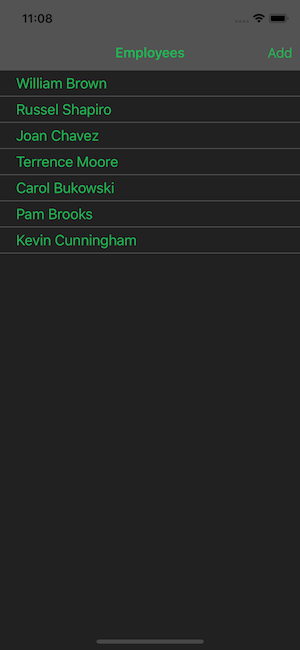 11:08
Employees Add
William Brown
Russel Shapiro
Joan Chavez
Terrence Moore
Carol Bukowski
Pam Brooks
Kevin Cunningham